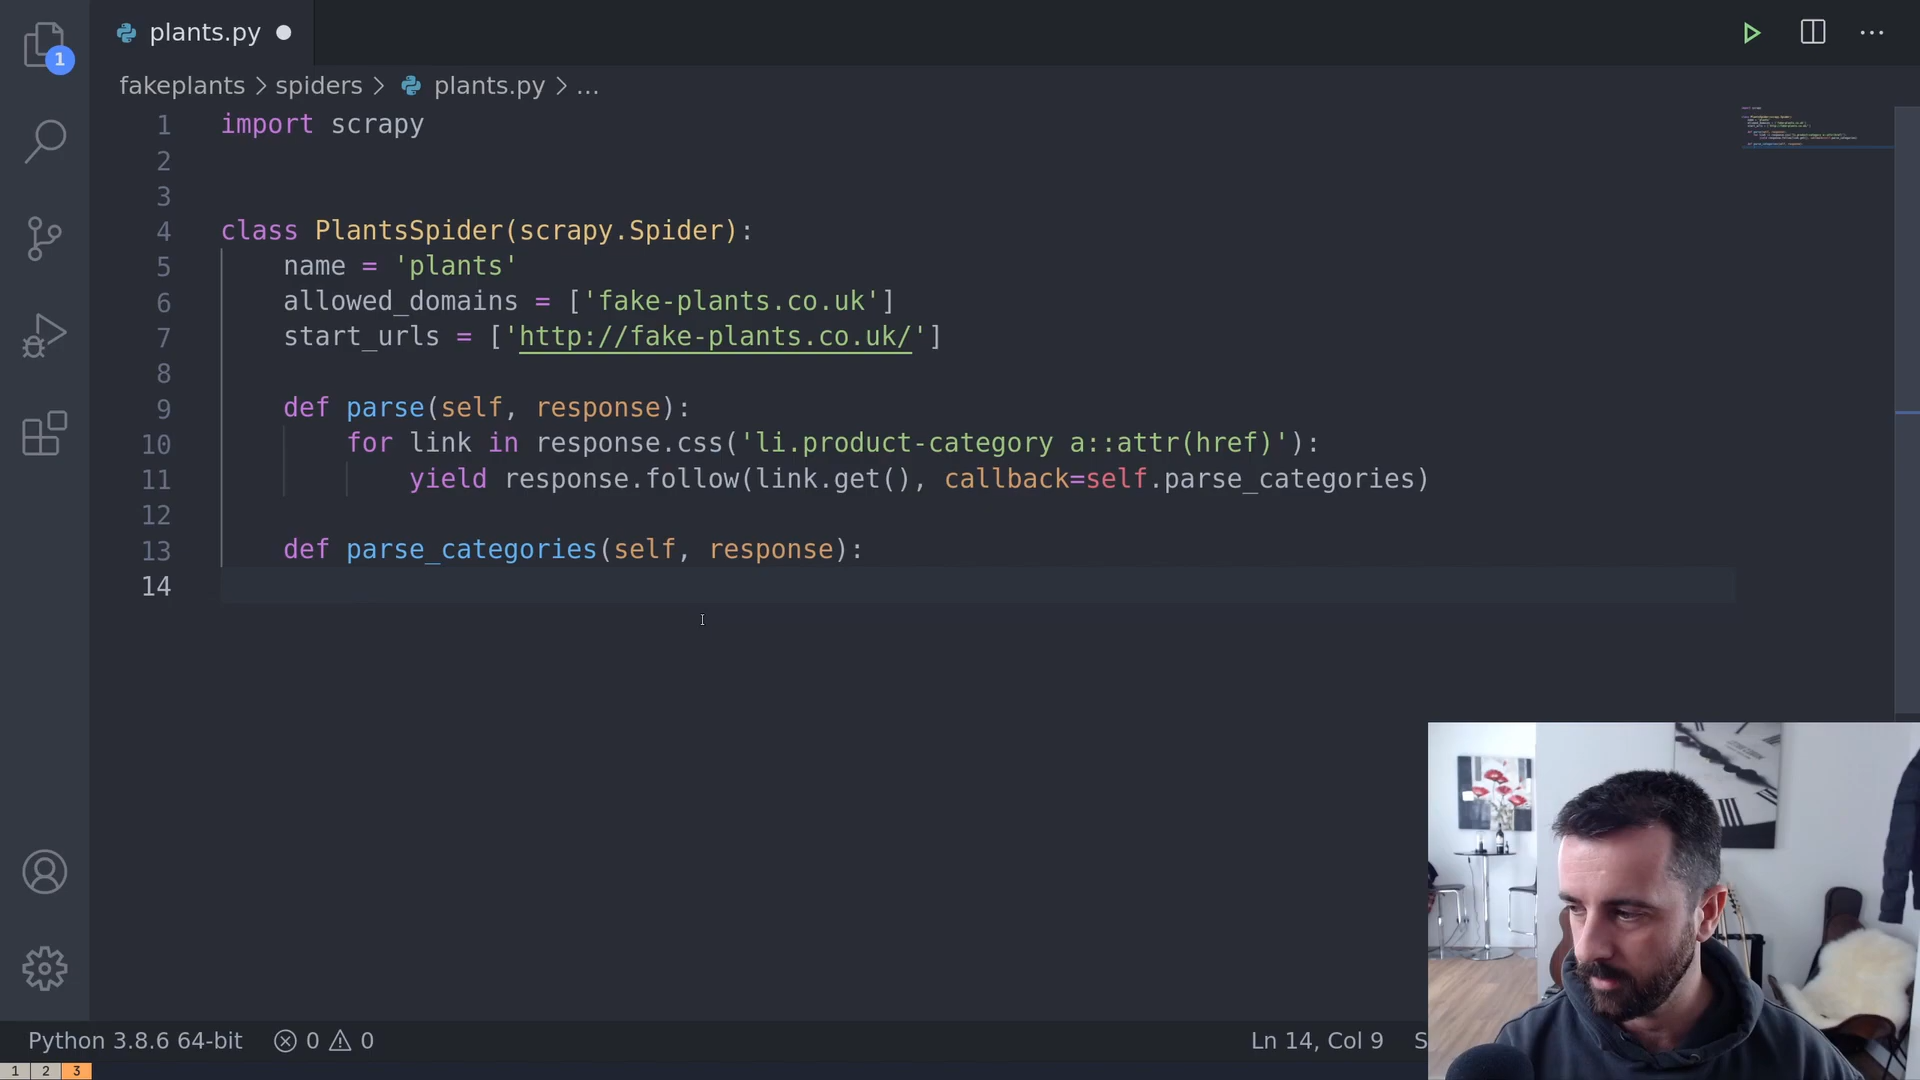 1
plants.py
fakeplants > spiders > plants.py > ...
1 import scrapy
2
3
4 class PlantsSpider(scrapy.Spider):
5 name = 'plants'
6 allowed_domains = ['fake-plants.co.uk']
7 start_urls = ['http://fake-plants.co.uk/']
8
9 def parse(self, response):
10 for link in response.css('li.product-category a::attr(href)'):
11 yield response.follow(link.get(), callback=self.parse_categories)
12
13 def parse_categories(self, response):
14
Python 3.8.6 64-bit 0 0 Ln 14, Col 9 S
1 2 3